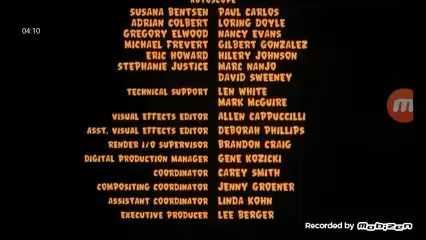 ROTOSCOPE
SUSANA BENTSEN PAUL CARLOS
ADRIAN COLBERT LORING DOYLE
GREGORY ELWOOD NANCY EVANS
MICHAEL FREVERT GILBERT GONZALEZ
ERIC HOWARD HILERY JOHNSON
STEPHANIE JUSTICE MARC NANJO
DAVID SWEENEY
TECHNICAL SUPPORT LEN WHITE
MARK MCGUIRE
VISUAL EFFECTS EDITOR ALLEN CAPPUCCILLI
ASST. VISUAL EFFECTS EDITOR DEBORAH PHILLIPS
RENDER I/O SUPERVISOR BRANDON CRAIG
DIGITAL PRODUCTION MANAGER GENE KOZICKI
COORDINATOR CAREY SMITH
COMPOSITING COORDINATOR JENNY GROENER
ASSISTANT COORDINATOR LINDA KOHN
EXECUTIVE PRODUCER LEE BERGER
04:10
M
Recorded by Mobizen